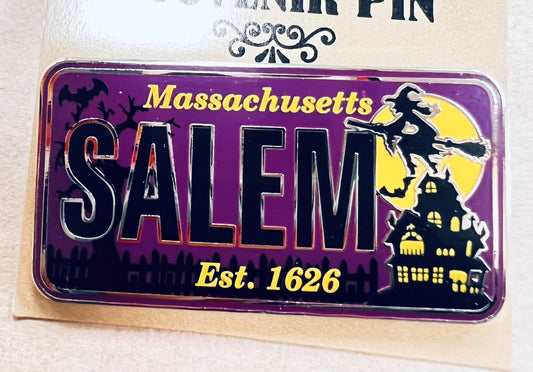 SOUVENIR PIN
Massachusetts
SALEM
Est. 1626